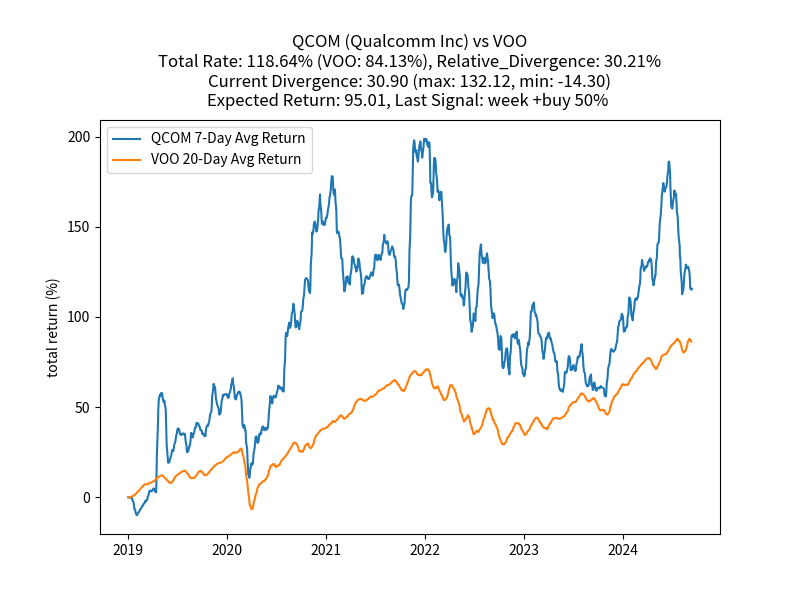 QCOM (Qualcomm Inc) vs VOO
Total Rate: 118.64% (VOO: 84.13%), Relative_Divergence: 30.21%
Current Divergence: 30.90 (max: 132.12, min: -14.30)
Expected Return: 95.01, Last Signal: week +buy 50%
QCOM 7-Day Avg Return
VOO 20-Day Avg Return
total return (%)
200
150
100
50
0
2019 2020 2021 2022 2023 2024